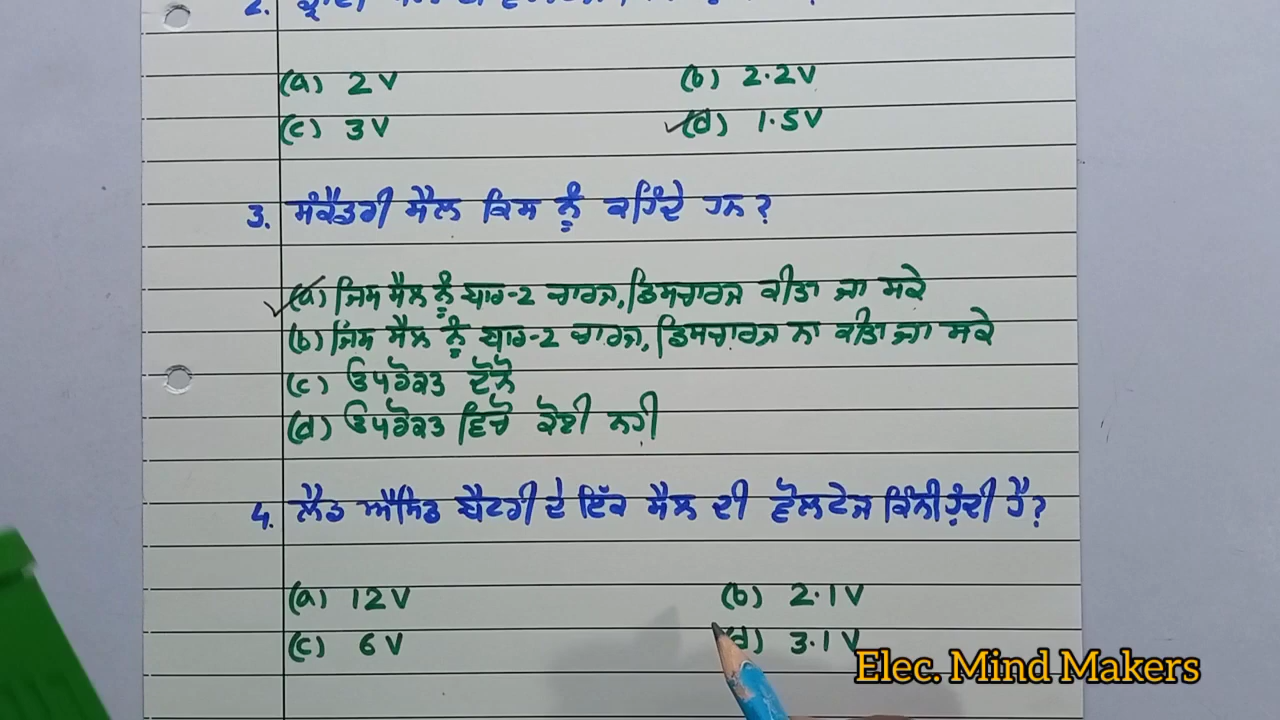 2.
(a) 2V (b) 2.2V
(c) 3V (d) 1.5V
3. ਸਕੈਂਡਰੀ ਸੈੱਲ ਕਿਸ ਨੂੰ ਕਹਿੰਦੇ ਹਨ?
(a) ਜਿਸ ਸੈੱਲ ਨੂੰ ਬਾਰ-2 ਚਾਰਜ, ਡਿਸਚਾਰਜ ਕੀਤਾ ਜਾ ਸਕੇ
(b) ਜਿਸ ਸੈੱਲ ਨੂੰ ਬਾਰ-2 ਚਾਰਜ, ਡਿਸਚਾਰਜ ਨਾ ਕੀਤਾ ਜਾ ਸਕੇ
(c) ਉਪਰੋਕਤ ਦੋਨੋ
(d) ਉਪਰੋਕਤ ਵਿਚੋ ਕੋਈ ਨਹੀ
4. ਲੈਡ ਐਸਿਡ ਬੈਟਰੀ ਦੇ ਇੱਕ ਸੈਲ ਦੀ ਵੋਲਟੇਜ ਕਿੰਨੀ ਹੁੰਦੀ ਹੈ?
(a) 12V (b) 2.1V
(c) 6V (d) 3.1V
Elec. Mind Makers